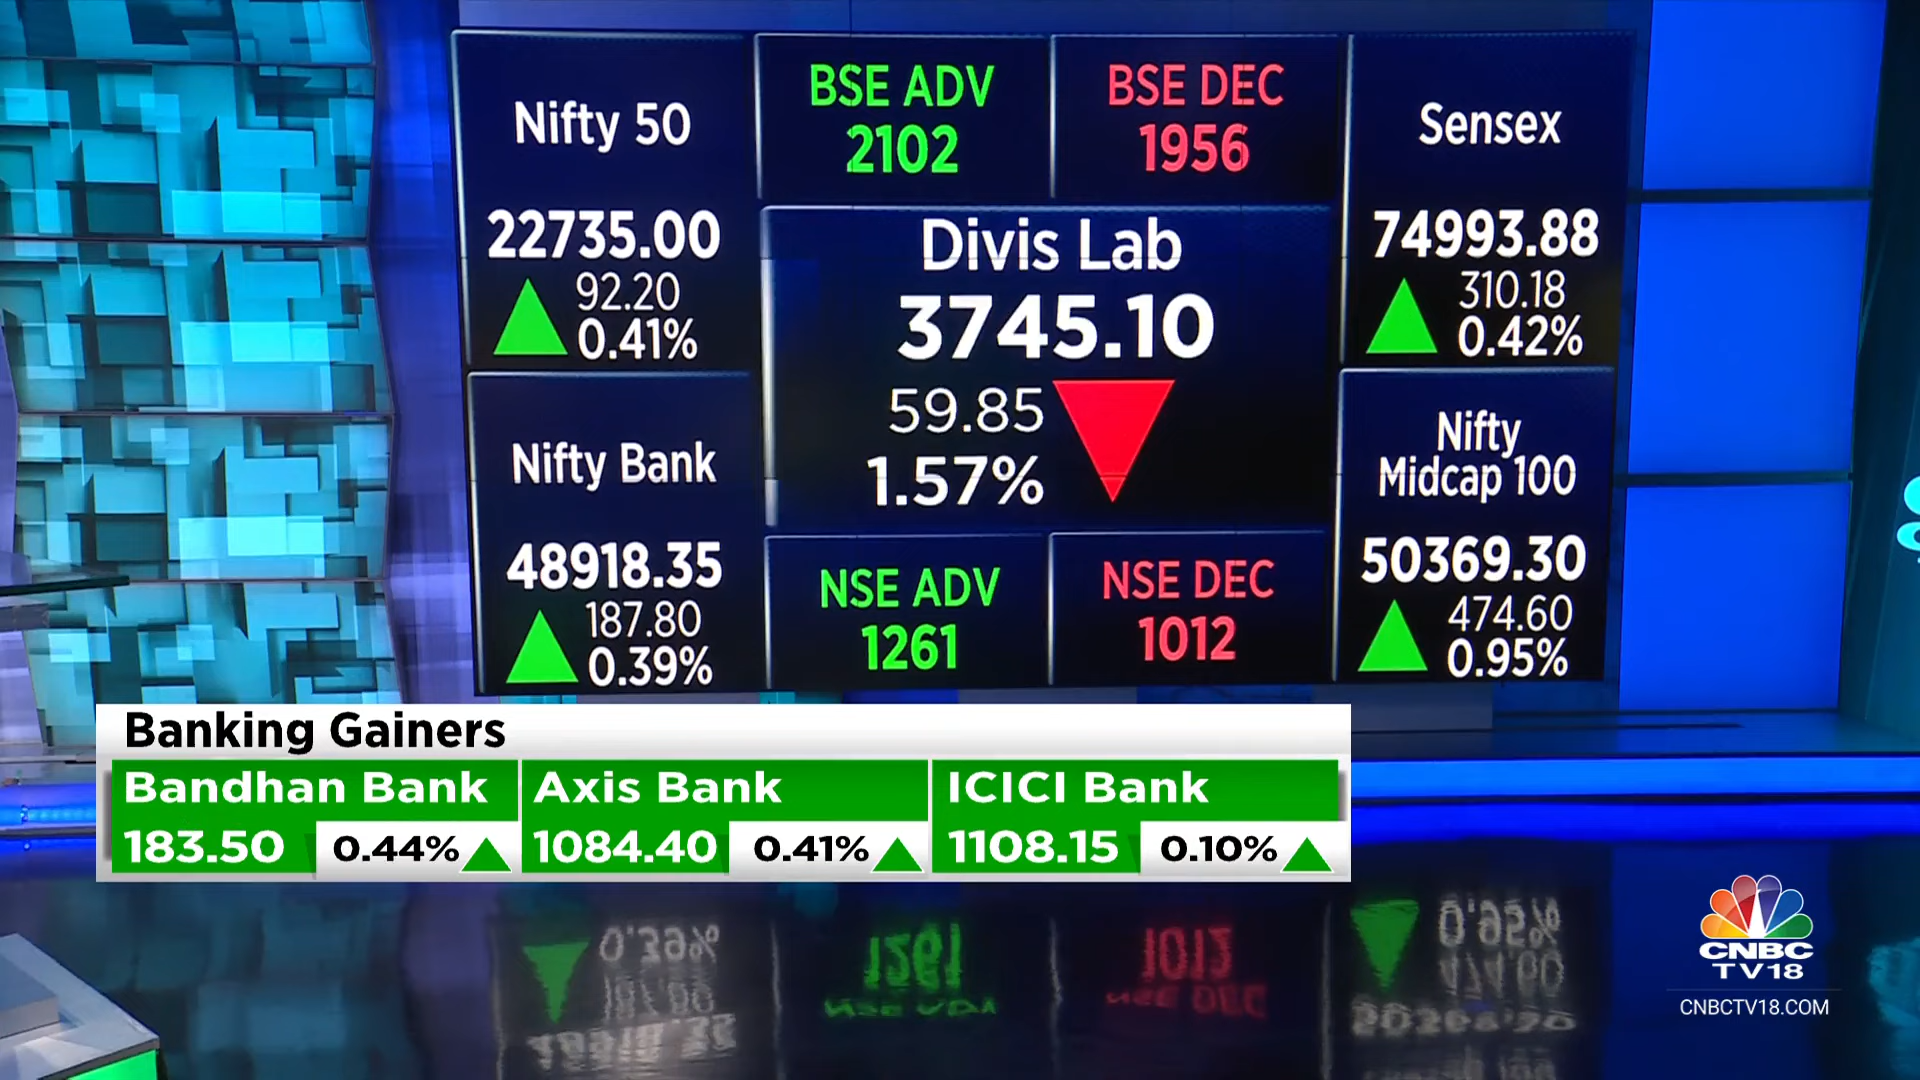 Nifty 50
22735.00
92.20
0.41%
BSE ADV
2102
BSE DEC
1956
Sensex
74993.88
310.18
0.42%
Divis Lab
3745.10
59.85
1.57%
Nifty Bank
48918.35
187.80
0.39%
NSE ADV
1261
NSE DEC
1012
Nifty
Midcap 100
50369.30
474.60
0.95%
Banking Gainers
Bandhan Bank
183.50 0.44%
Axis Bank
1084.40 0.41%
ICICI Bank
1108.15 0.10%
CNBC
TV18
CNBCTV18.COM